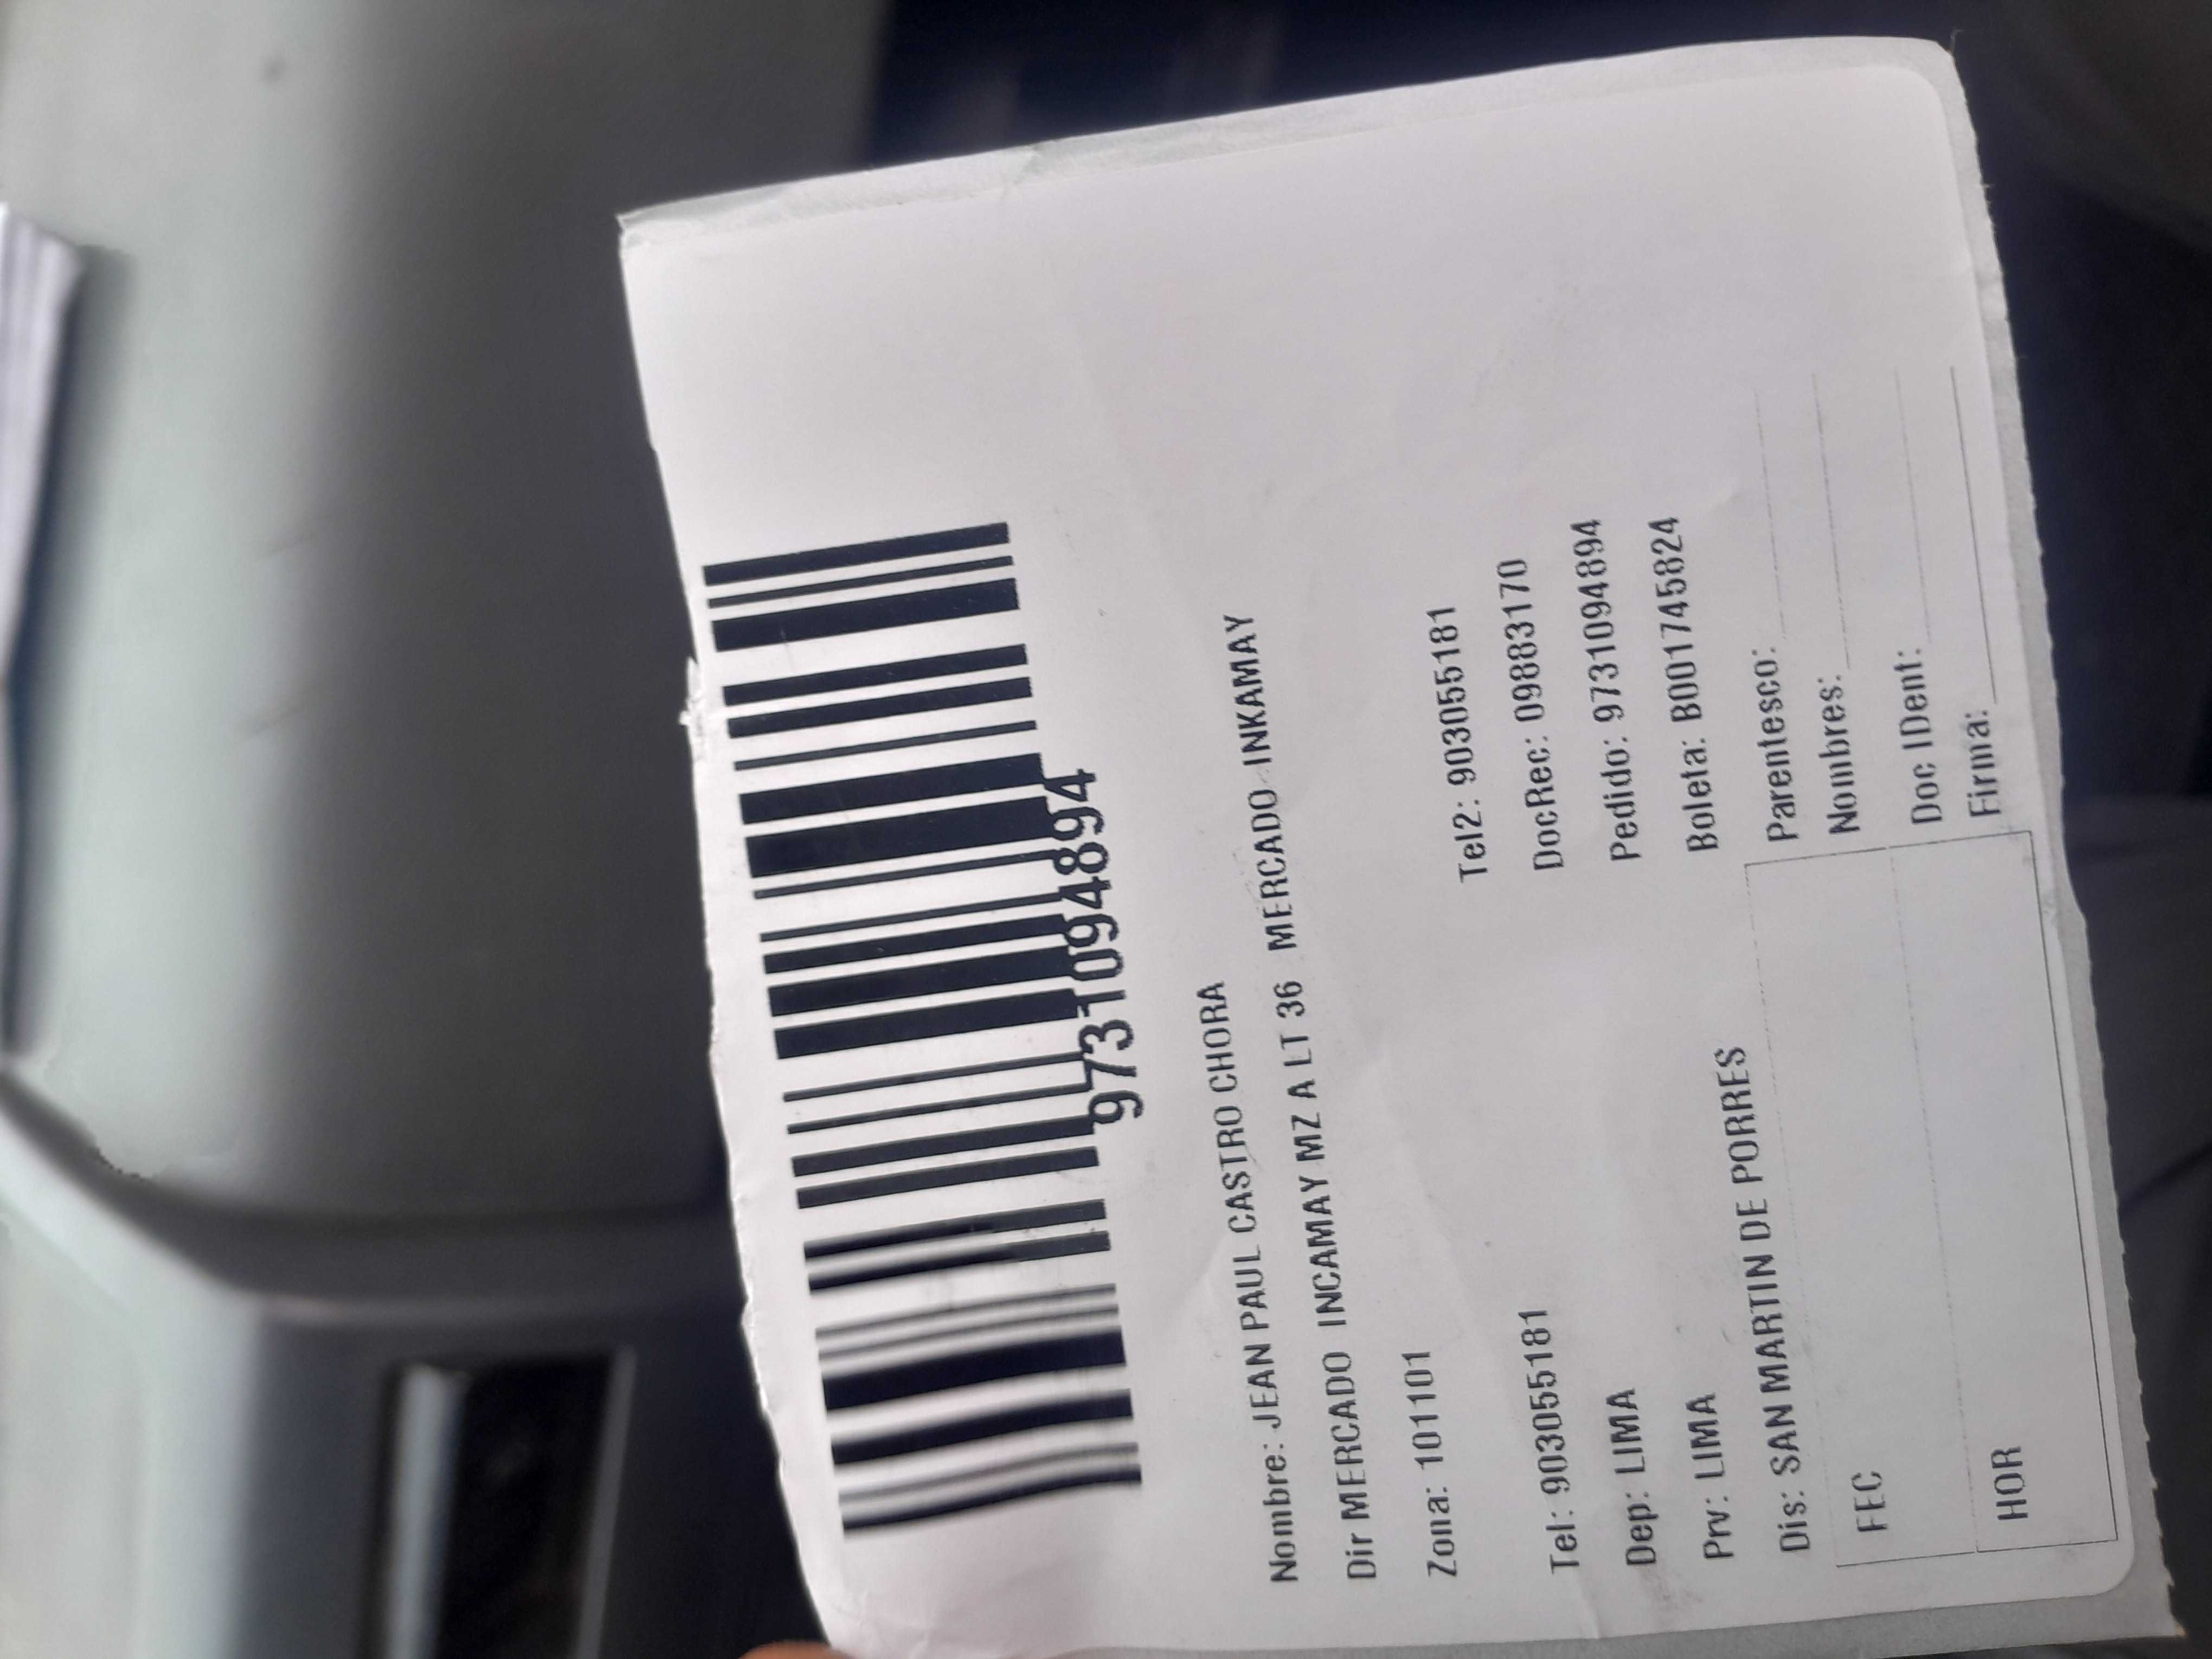 9731094894
Nombre: JEAN PAUL CASTRO CHORA
Dir MERCADO INCAMAY MZ A LT 36 MERCADO INKAMAY
Zona: 101101
Tel: 903055181 Tel2: 903055181
Dep: LIMA DocRec: 09883170
Prv: LIMA Pedido: 9731094894
Dis: SAN MARTIN DE PORRES Boleta: B001745824
FEC Parentesco:
Nombres:
HOR Doc IDent:
Firma: